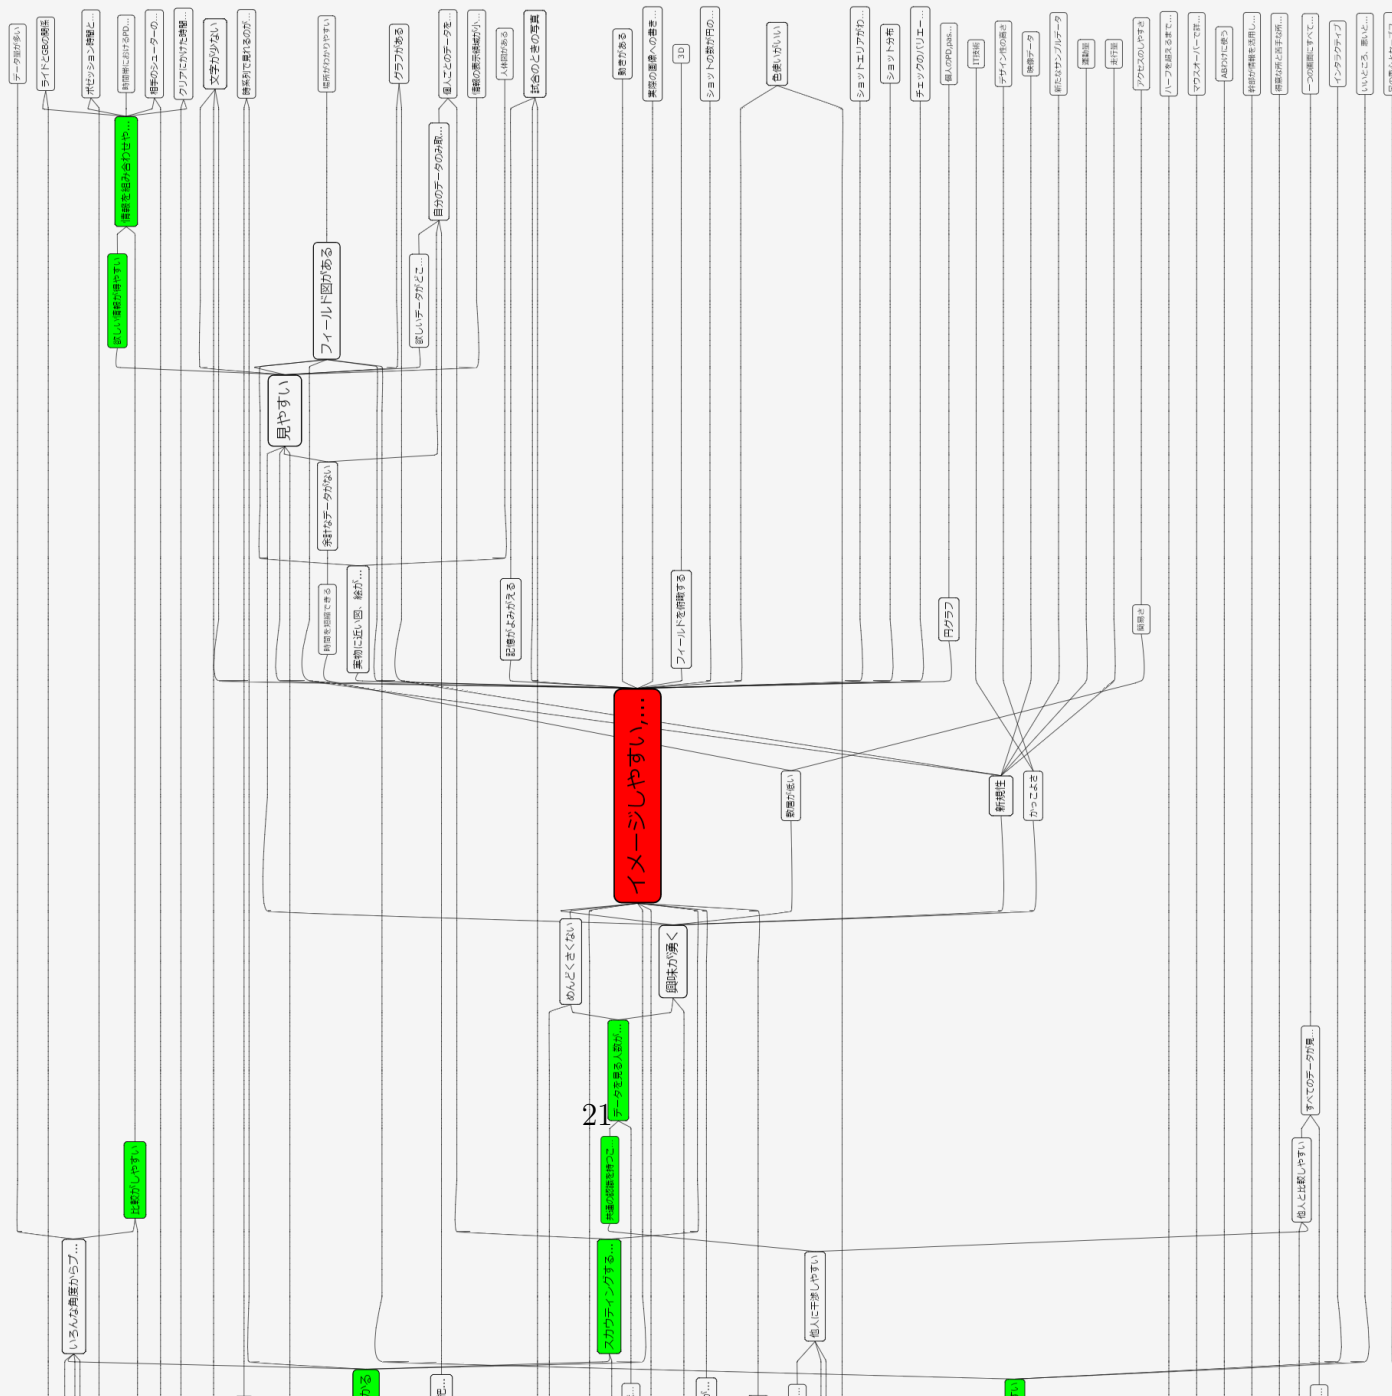 データ量が多い
ライドとGBの関係
ポゼッション時間と
時間帯におけるPD...
相手のシューターの...
クリアにかけた時間...
文字が少ない
時系列で見れるのが...
場所がわかりやすい
グラフがある
個人ごとのデータを...
情報の表示領域が小...
人体図がある
試合のときの写真
動きがある
実際の画像への書き...
3D
ショットの数が円の...
色使いがいい
ショットエリアがわ...
ショット分布
チェックのバリエー...
個人のPD,pas...
IT技術
デザイン性の高さ
映像データ
新たなサンプルデータ
運動量
走行量
アクセスのしやすさ
ハーフを超えるまで...
マウスオーバーで詳...
AB分けに使う
幹部が情報を活用し...
得意な所と苦手な所...
一つの画面にすべて...
インタラクティブ
いいところ、悪いと...
情報を組み合わせや...
自分のデータのみ取...
欲しい情報が得やすい
フィールド図がある
欲しいデータがどこ...
見やすい
余計なデータがない
時間を短縮できる
実物に近い図、絵が...
記憶がよみがえる
フィールドを俯瞰する
円グラフ
簡易さ
イメージしやすい,...
敷居が低い
新規性
かっこよさ
めんどくさくない
興味が湧く
データを見る人数が...
すべてのデータが見...
21
共通の認識を持つこ...
比較がしやすい
他人と比較しやすい
いろんな角度からプ...
スカウティングする...
他人に干渉しやすい